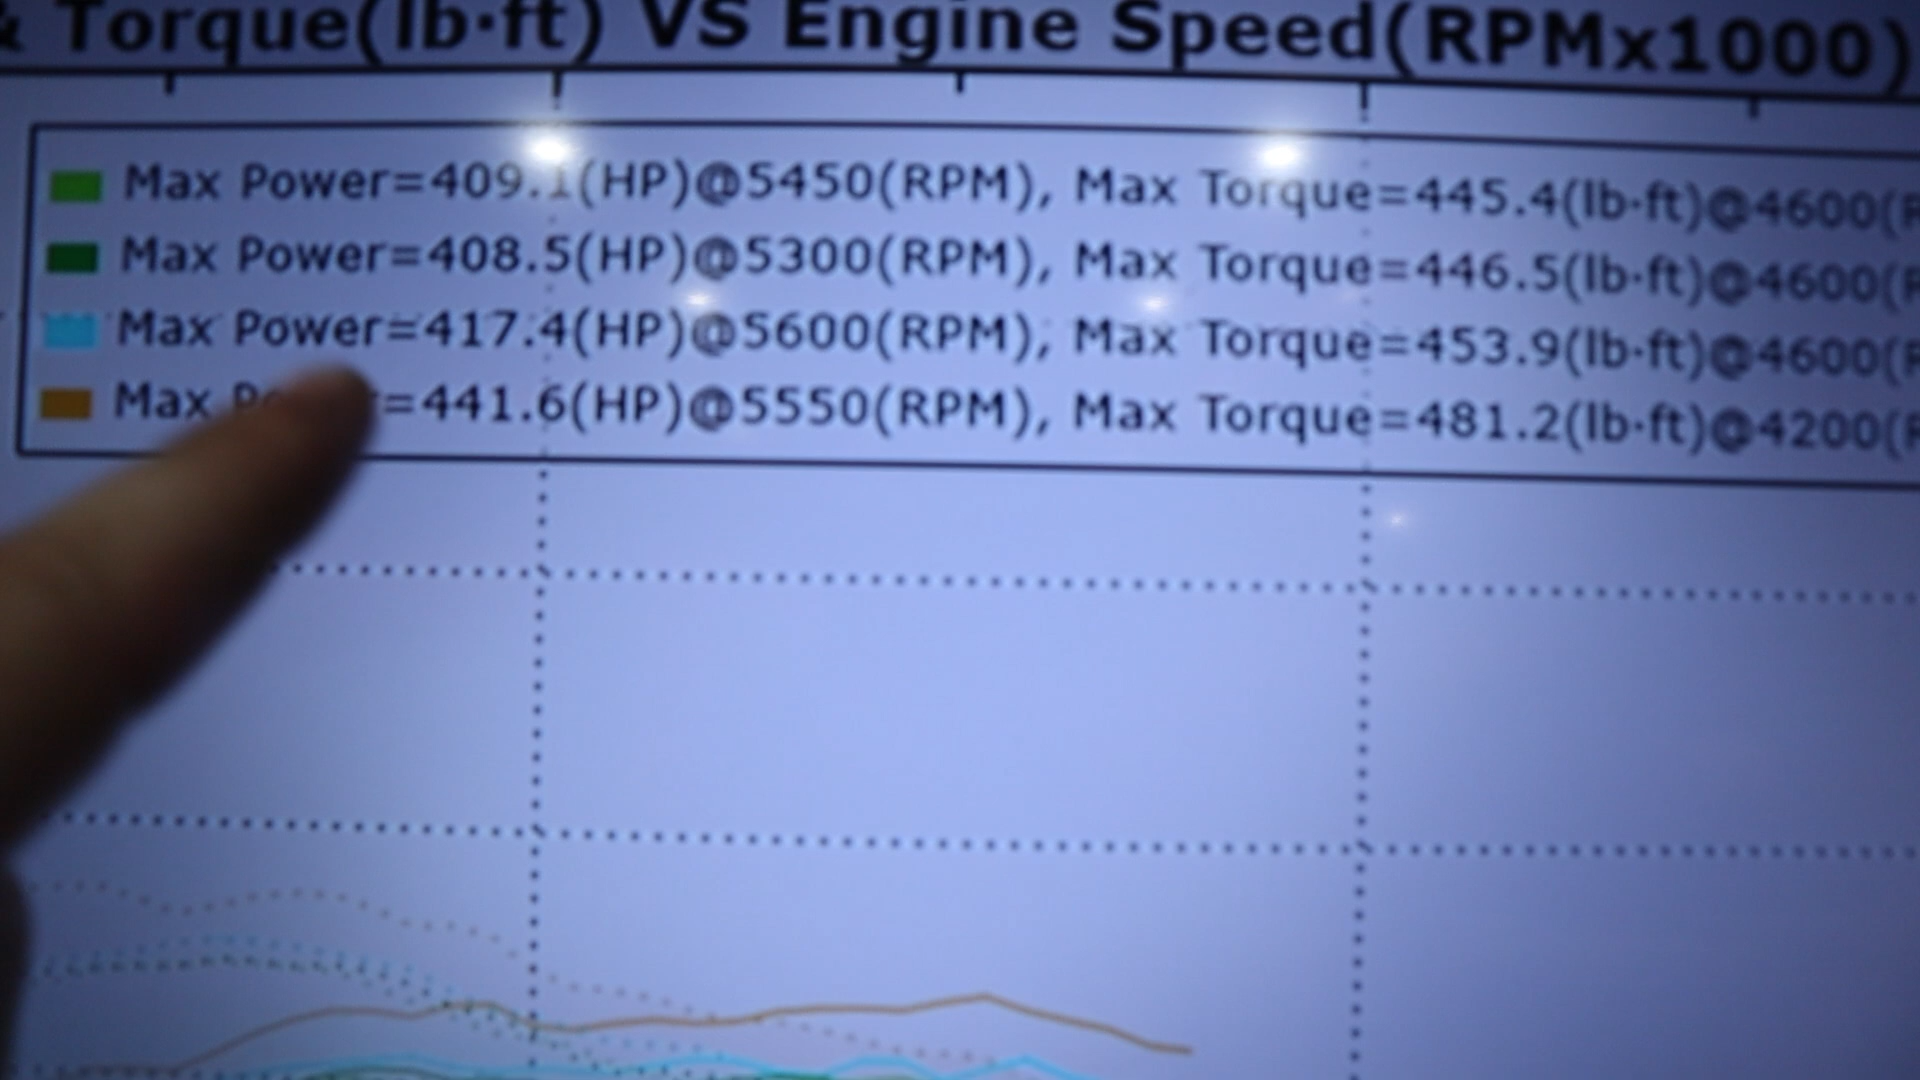 & Torque(lb·ft) VS Engine Speed(RPMx1000)
Max Power=409.1(HP)@5450(RPM), Max Torque=445.4(lb·ft)@4600(R
Max Power=408.5(HP)@5300(RPM), Max Torque=446.5(lb·ft)@4600(R
Max Power=417.4(HP)@5600(RPM), Max Torque=453.9(lb·ft)@4600(R
Max =441.6(HP)@5550(RPM), Max Torque=481.2(lb·ft)@4200(R